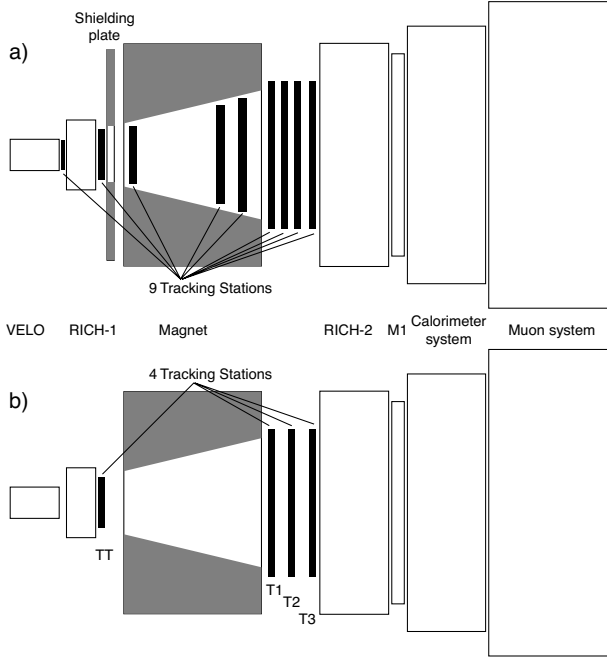 Shielding
plate
a)
9 Tracking Stations
VELO RICH-1 Magnet RICH-2 M1 Calorimeter
system Muon system
4 Tracking Stations
b)
TT
T1
T2
T3